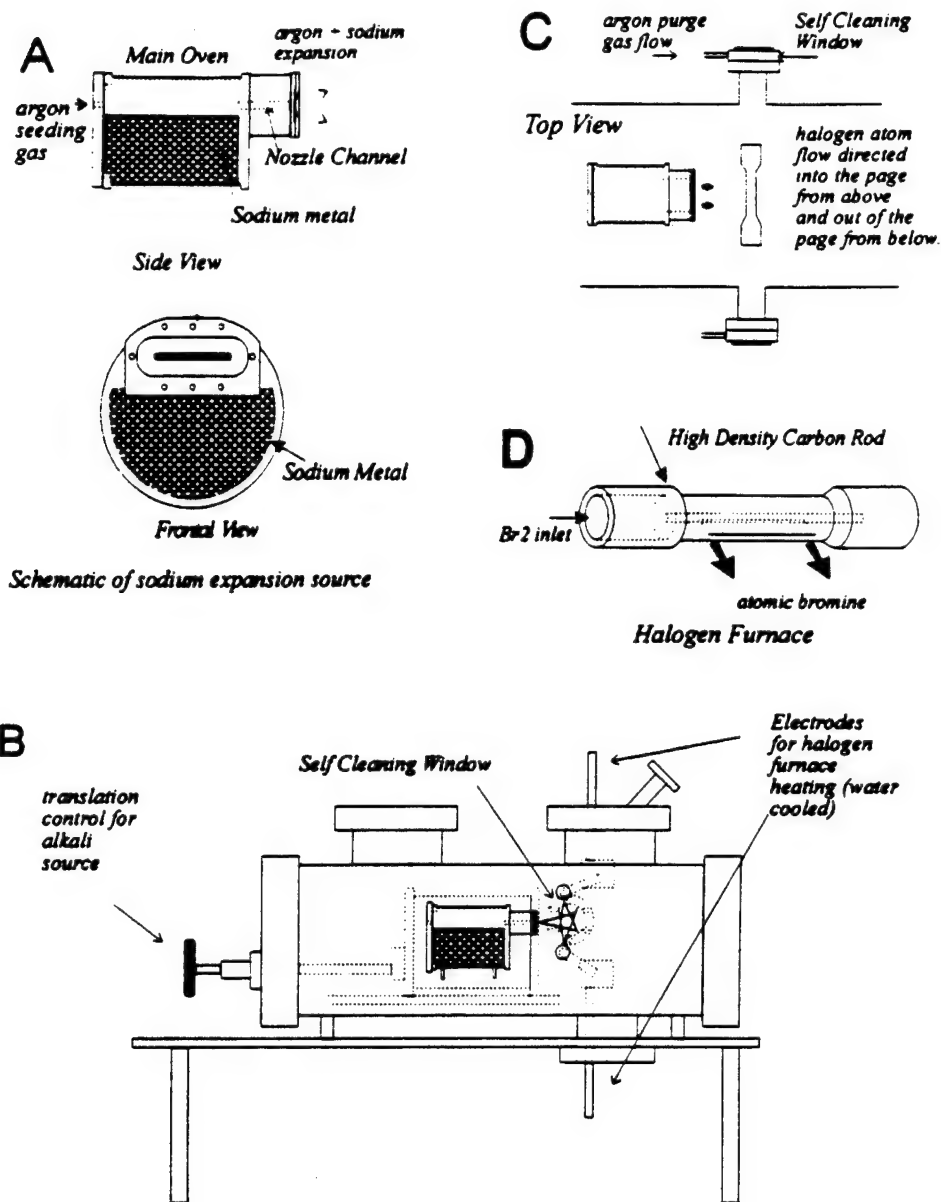 A
Main Oven
argon + sodium
expansion
argon
seeding
gas
Nozzle Channel
Sodium metal
Side View
Sodium Metal
Frontal View
Schematic of sodium expansion source
C
argon purge
gas flow
Self Cleaning
Window
Top View
halogen atom
flow directed
into the page
from above
and out of the
page from below.
D
High Density Carbon Rod
Br2 inlet
atomic bromine
Halogen Furnace
B
translation
control for
alkali
source
Self Cleaning Window
Electrodes
for halogen
furnace
heating (water
cooled)